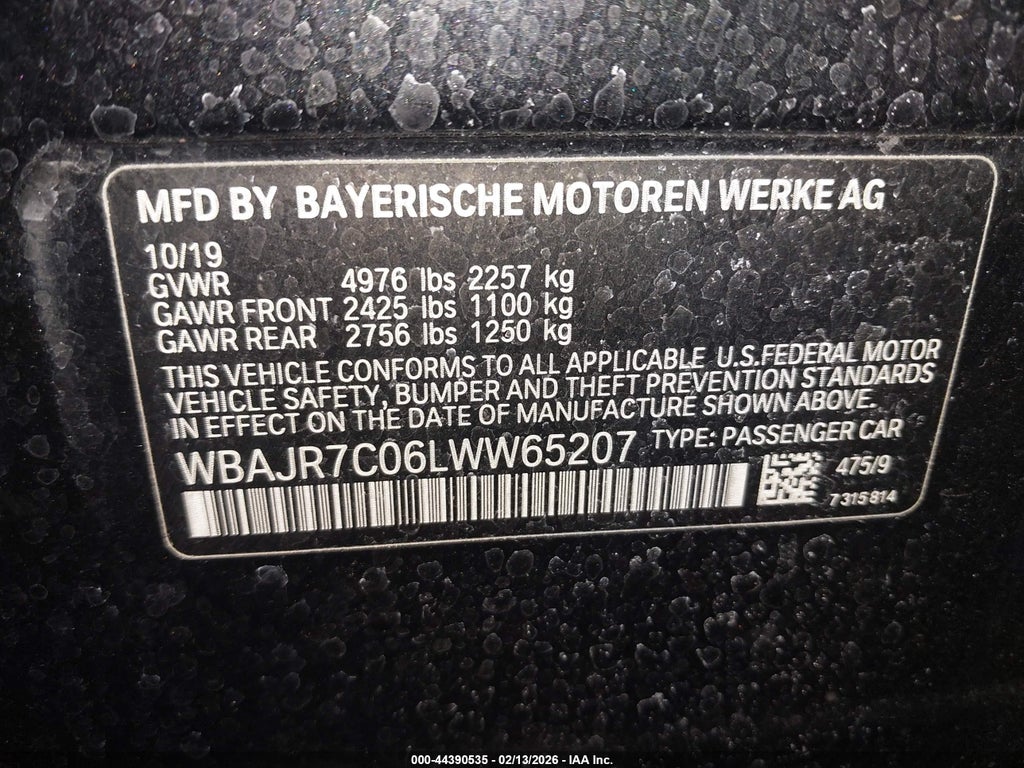 MFD BY BAYERISCHE MOTOREN WERKE AG
10/19
GVWR 4976 lbs 2257 kg
GAWR FRONT 2425 lbs 1100 kg
GAWR REAR 2756 lbs 1250 kg
THIS VEHICLE CONFORMS TO ALL APPLICABLE U.S.FEDERAL MOTOR
VEHICLE SAFETY, BUMPER AND THEFT PREVENTION STANDARDS
IN EFFECT ON THE DATE OF MANUFACTURE SHOWN ABOVE.
WBAJR7C06LWW65207 TYPE: PASSENGER CAR
475/9
7315814
000-44390535 - 02/13/2026 - IAA Inc.